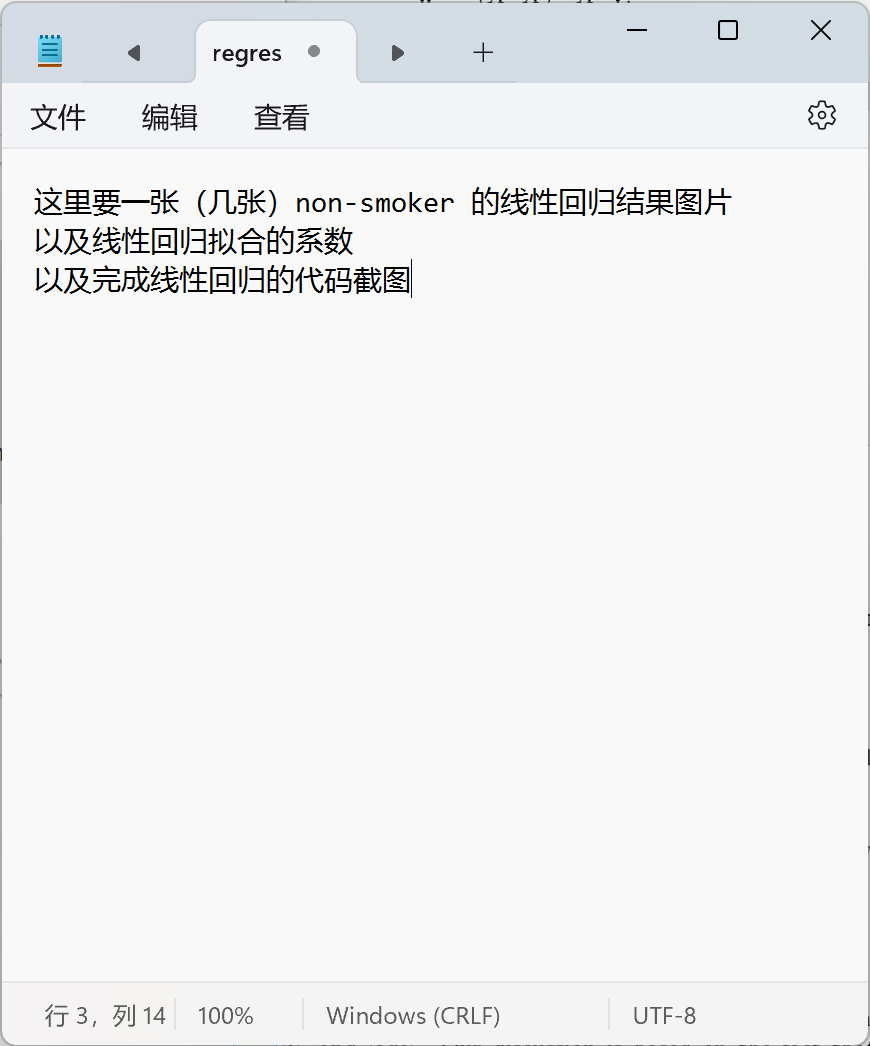 regres
文件 编辑 查看
这里要一张（几张）non-smoker 的线性回归结果图片
以及线性回归拟合的系数
以及完成线性回归的代码截图
行 3，列 14 100% Windows (CRLF) UTF-8